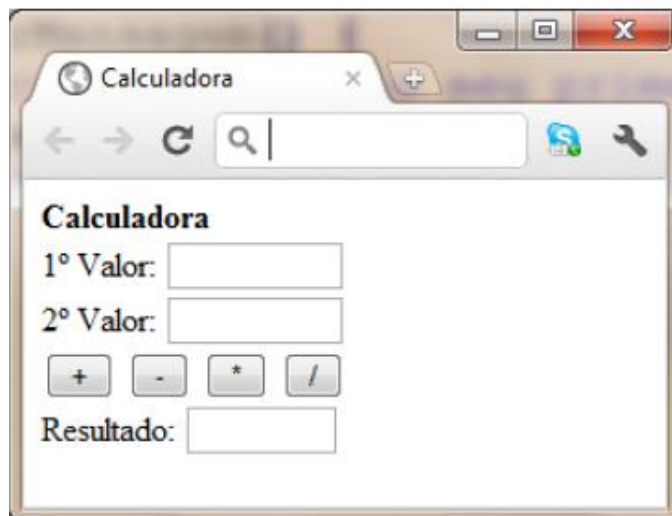 Calculadora
Calculadora
1º Valor:
2º Valor:
+ - * /
Resultado: